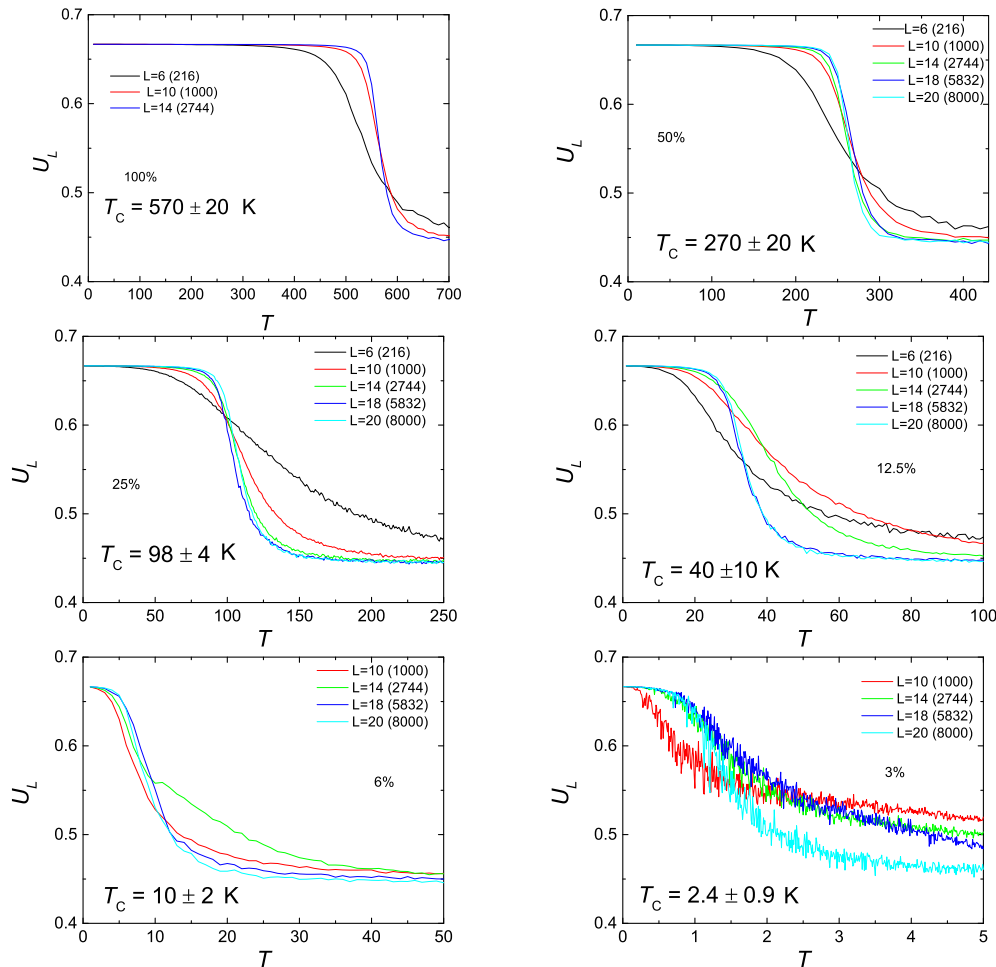 0.7
0.6
0.5
0.4
U_L
L=6 (216)
L=10 (1000)
L=14 (2744)
100%
T_C = 570 ± 20 K
0 100 200 300 400 500 600 700
T
0.7
0.6
0.5
0.4
U_L
L=6 (216)
L=10 (1000)
L=14 (2744)
L=18 (5832)
L=20 (8000)
50%
T_C = 270 ± 20 K
0 100 200 300 400
T
0.7
0.6
0.5
0.4
U_L
L=6 (216)
L=10 (1000)
L=14 (2744)
L=18 (5832)
L=20 (8000)
25%
T_C = 98 ± 4 K
0 50 100 150 200 250
T
0.7
0.6
0.5
0.4
U_L
L=6 (216)
L=10 (1000)
L=14 (2744)
L=18 (5832)
L=20 (8000)
12.5%
T_C = 40 ±10 K
0 20 40 60 80 100
T
0.7
0.6
0.5
0.4
U_L
L=10 (1000)
L=14 (2744)
L=18 (5832)
L=20 (8000)
6%
T_C = 10 ± 2 K
0 10 20 30 40 50
T
0.7
0.6
0.5
0.4
U_L
L=10 (1000)
L=14 (2744)
L=18 (5832)
L=20 (8000)
3%
T_C = 2.4 ± 0.9 K
0 1 2 3 4 5
T